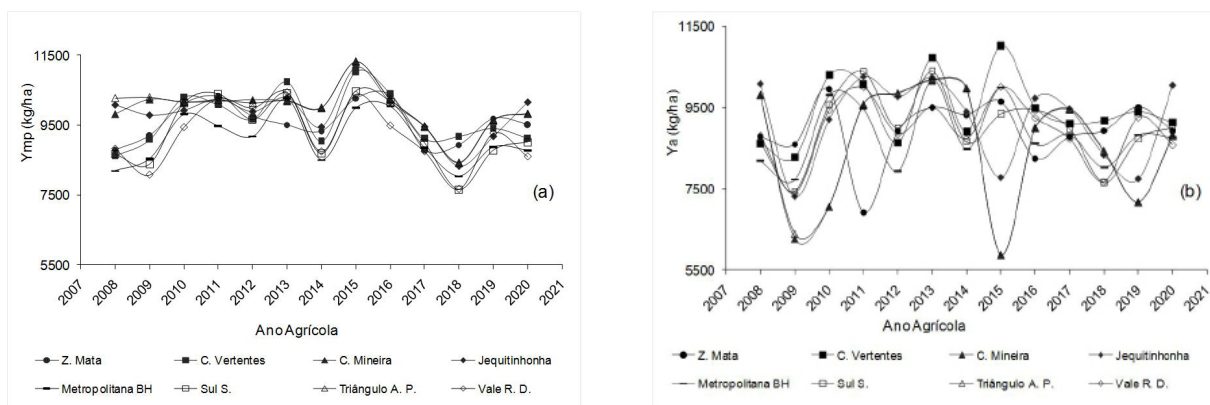 11500
9500
7500
5500
Ymp (kg/ha)
(a)
2007 2008 2009 2010 2011 2012 2013 2014 2015 2016 2017 2018 2019 2020 2021
Ano Agrícola
Z. Mata C. Vertentes C. Mineira Jequitinhonha
Metropolitana BH Sul S. Triângulo A. P. Vale R. D.
11500
9500
7500
5500
Ya (kg/ha)
(b)
2007 2008 2009 2010 2011 2012 2013 2014 2015 2016 2017 2018 2019 2020 2021
Ano Agrícola
Z. Mata C. Vertentes C. Mineira Jequitinhonha
Metropolitana BH Sul S. Triângulo A. P. Vale R. D.